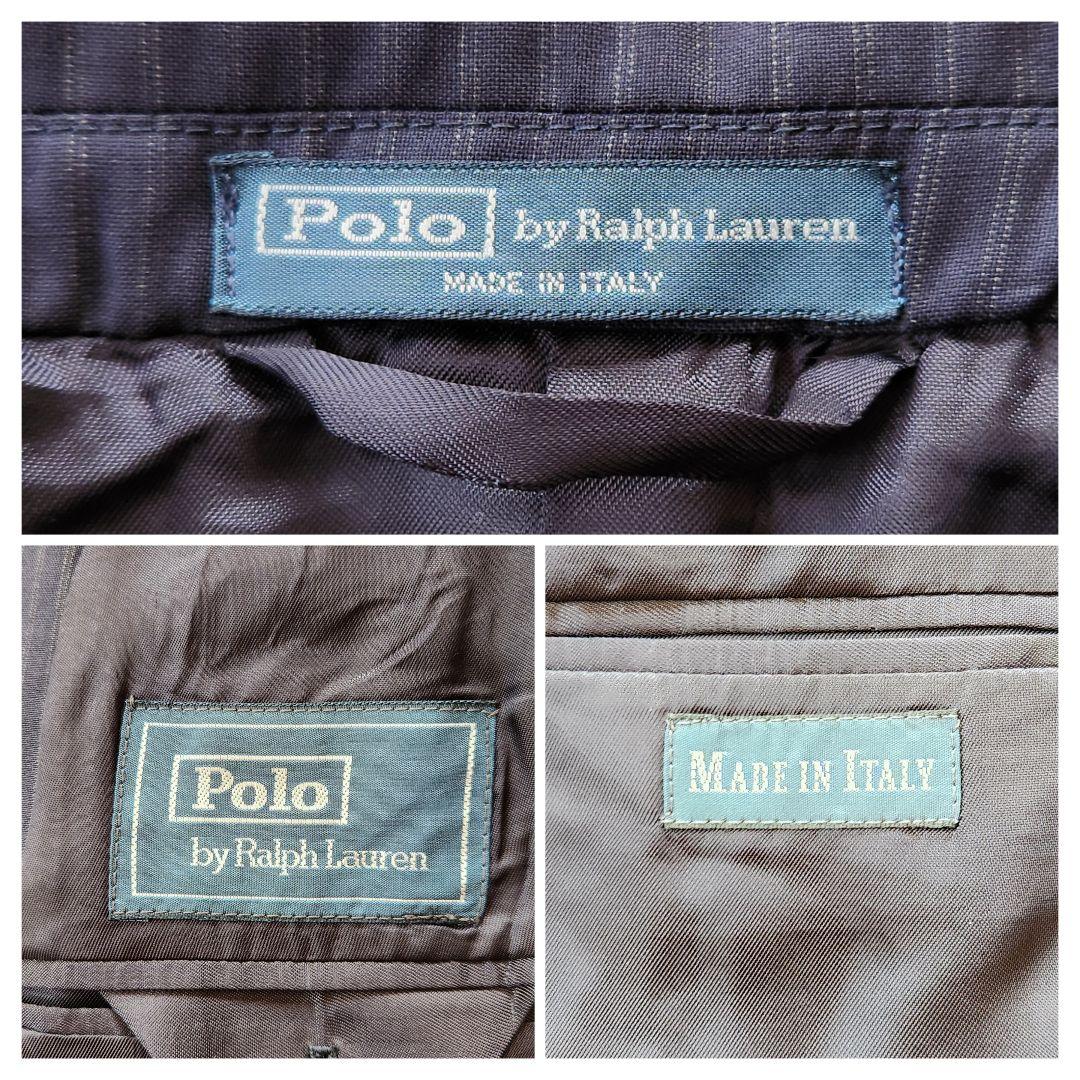 Polo by Ralph Lauren
MADE IN ITALY
Polo
by Ralph Lauren
MADE IN ITALY